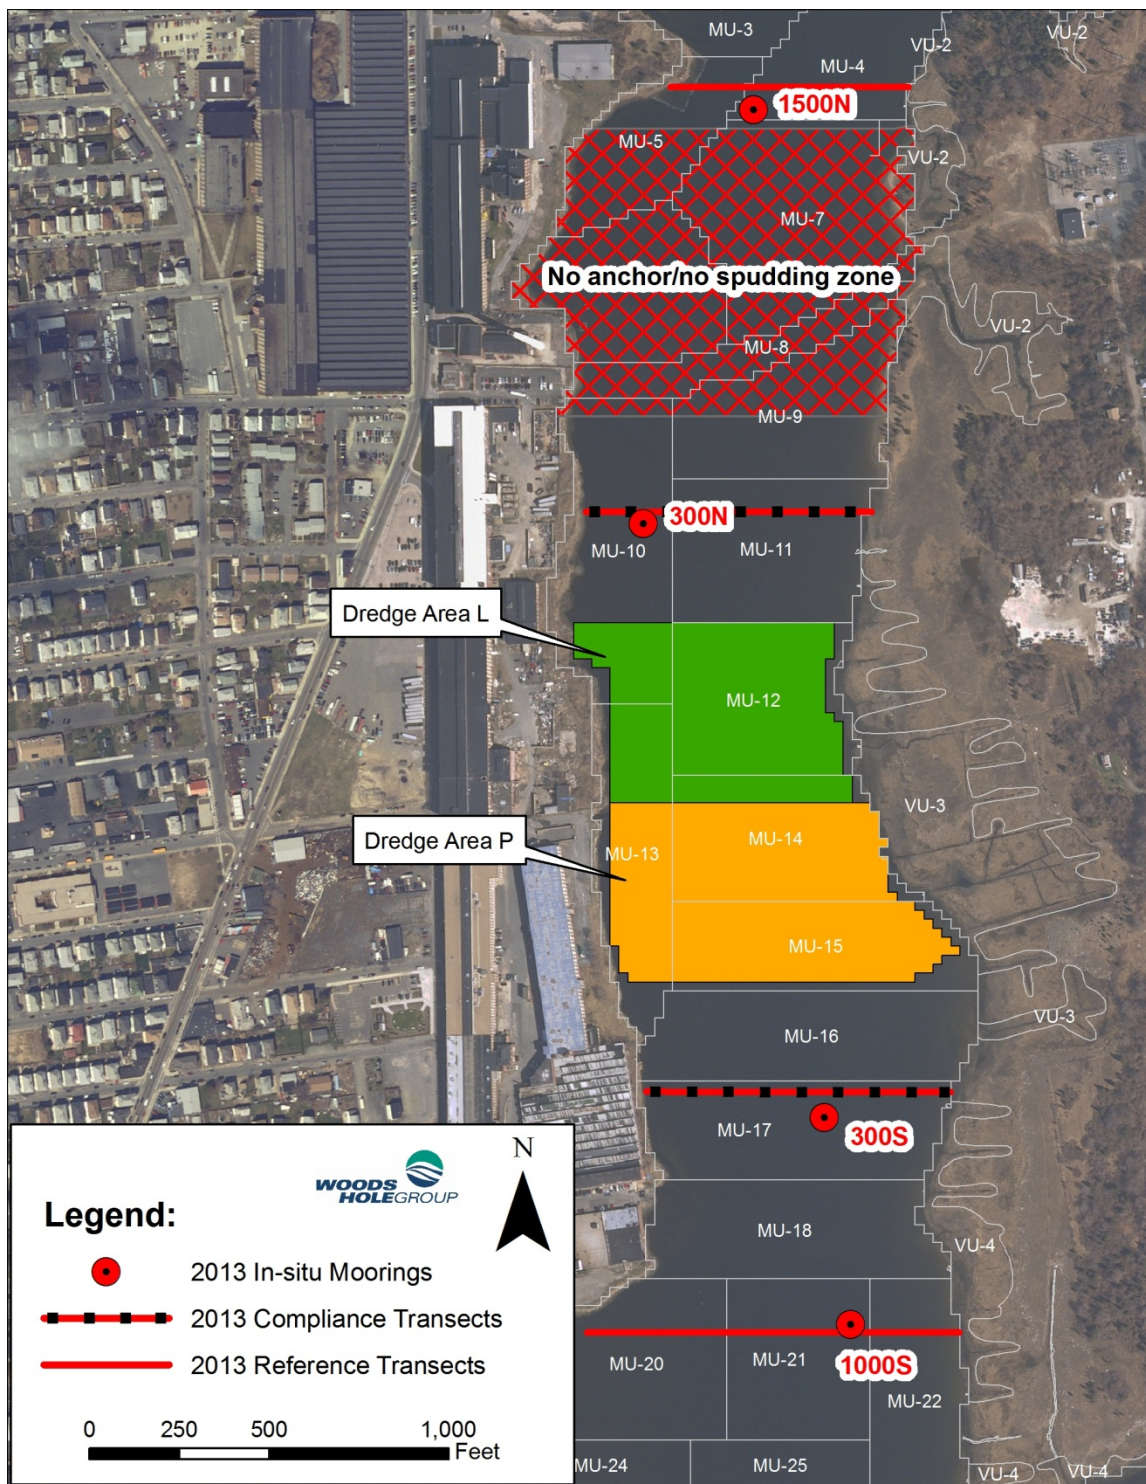 MU-3
VU-2
VU-2
MU-4
1500N
MU-5
VU-2
MU-7
No anchor/no spudding zone
VU-2
MU-8
MU-9
300N
MU-10
MU-11
Dredge Area L
MU-12
VU-3
Dredge Area P
MU-13
MU-14
MU-15
VU-3
MU-16
MU-17
300S
MU-18
VU-4
MU-20
MU-21
1000S
MU-22
MU-24
MU-25
VU-4
VU-4
WOODS
HOLEGROUP
N
Legend:
2013 In-situ Moorings
2013 Compliance Transects
2013 Reference Transects
0 250 500 1,000
Feet